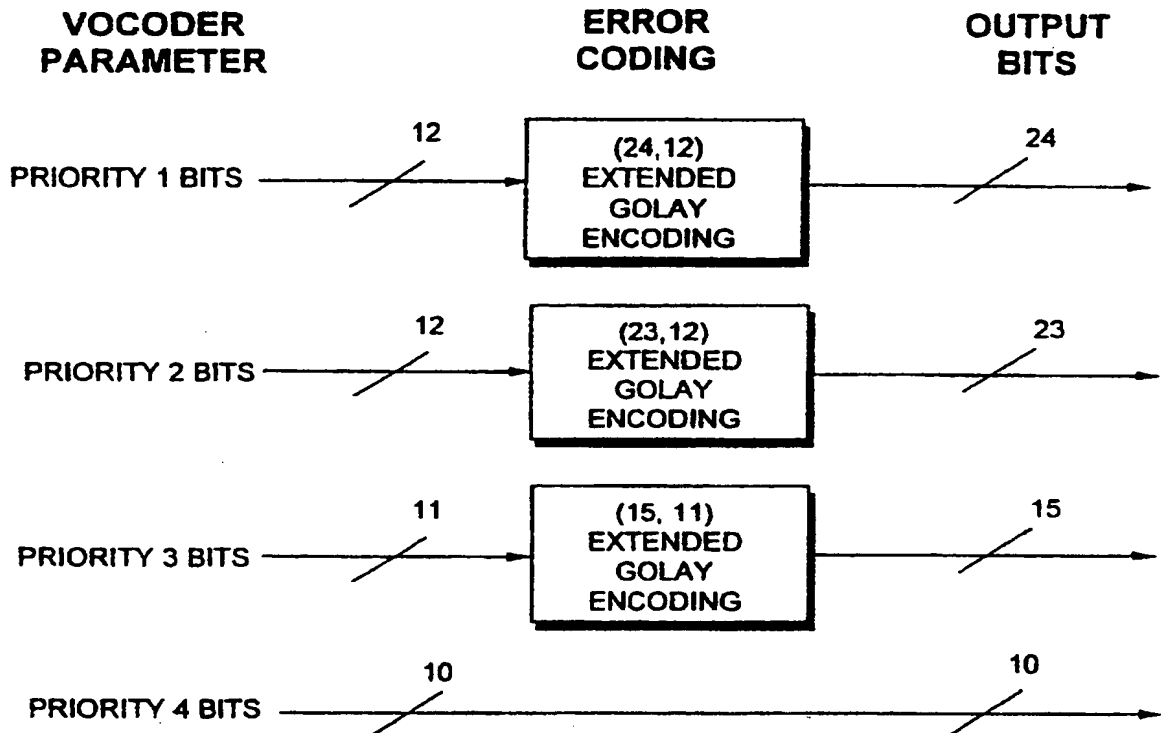 VOCODER PARAMETER
ERROR CODING
OUTPUT BITS
PRIORITY 1 BITS
12
(24,12)
EXTENDED
GOLAY
ENCODING
24
PRIORITY 2 BITS
12
(23,12)
EXTENDED
GOLAY
ENCODING
23
PRIORITY 3 BITS
11
(15, 11)
EXTENDED
GOLAY
ENCODING
15
PRIORITY 4 BITS
10
10